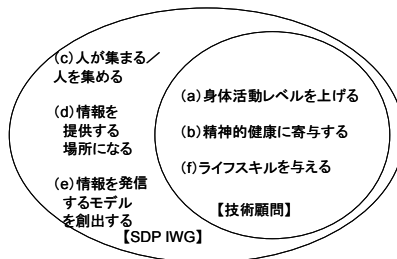 (c)人が集まる／
人を集める
(d)情報を
提供する
場所になる
(e)情報を発信
するモデル
を創出する
【SDP IWG】
(a)身体活動レベルを上げる
(b)精神的健康に寄与する
(f)ライフスキルを与える
【技術顧問】